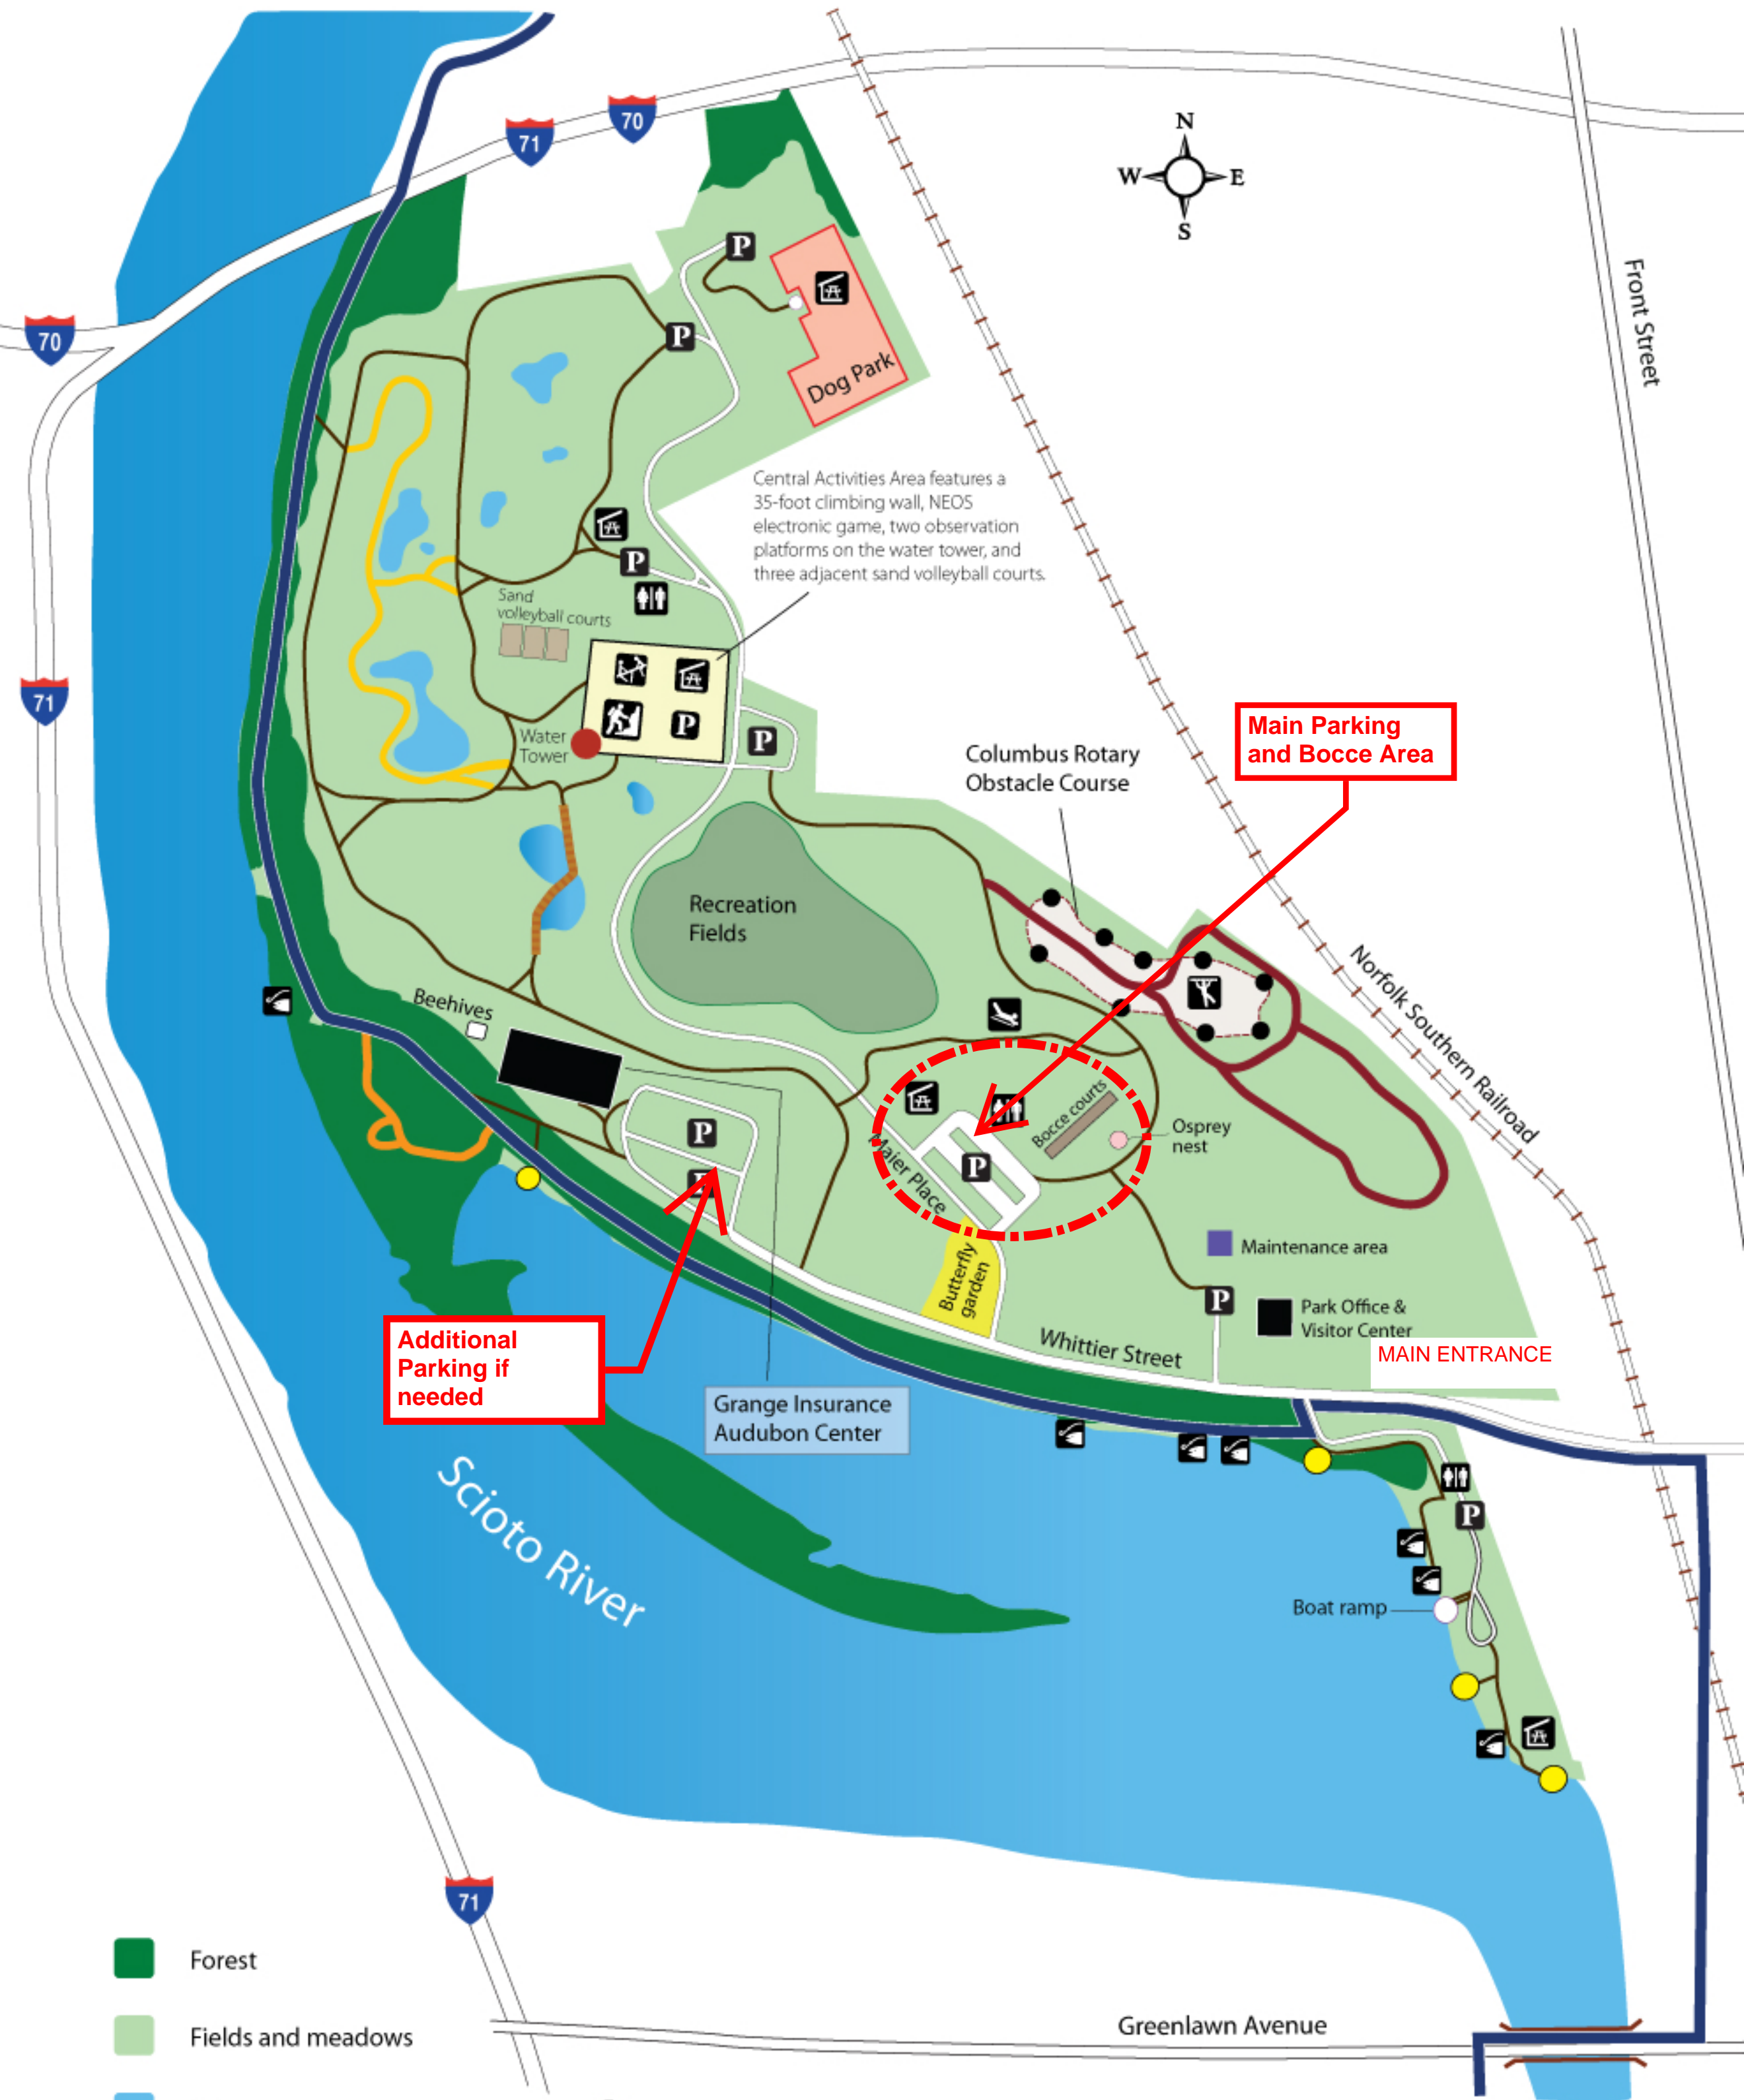 71
70
N
W
E
S
70
Front Street
P
P
Dog Park
Central Activities Area features a
35-foot climbing wall, NEOS
electronic game, two observation
platforms on the water tower, and
three adjacent sand volleyball courts.
P
Sand
volleyball courts
71
P
P
Water
Tower
Main Parking
and Bocce Area
Columbus Rotary
Obstacle Course
Recreation
Fields
Norfolk Southern Railroad
Beehives
Bocce courts
Osprey
nest
P
P
P
Maier Place
Butterfly
garden
Maintenance area
P
Park Office &
Visitor Center
MAIN ENTRANCE
Whittier Street
Additional
Parking if
needed
Grange Insurance
Audubon Center
Scioto River
P
Boat ramp
71
Forest
Fields and meadows
Greenlawn Avenue